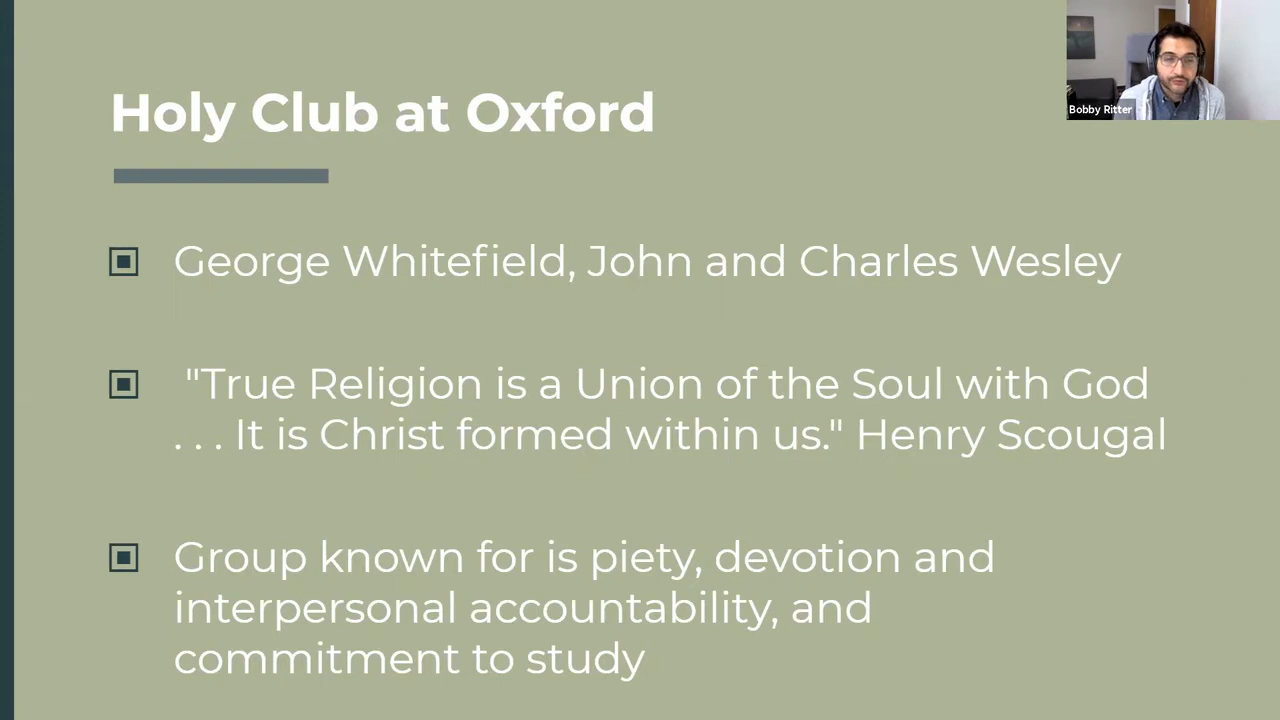 Holy Club at Oxford
Bobby Ritter
George Whitefield, John and Charles Wesley
"True Religion is a Union of the Soul with God
. . . It is Christ formed within us." Henry Scougal
Group known for is piety, devotion and
interpersonal accountability, and
commitment to study